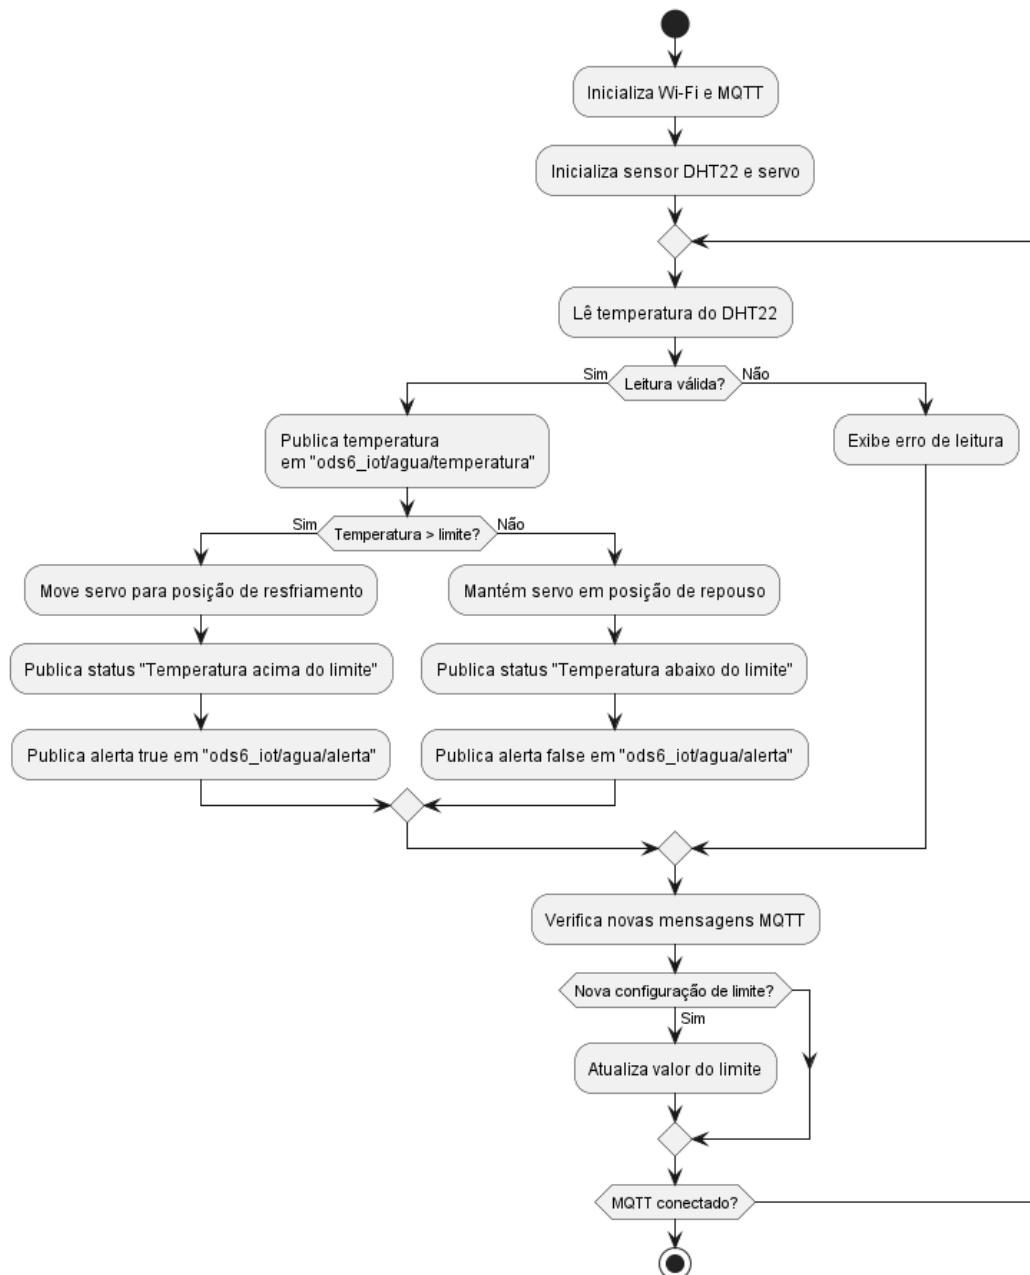 Inicializa Wi-Fi e MQTT
Inicializa sensor DHT22 e servo
Lê temperatura do DHT22
Sim
Leitura válida?
Não
Publica temperatura
em "ods6_iot/agua/temperatura"
Exibe erro de leitura
Sim
Temperatura > limite?
Não
Move servo para posição de resfriamento
Mantém servo em posição de repouso
Publica status "Temperatura acima do limite"
Publica status "Temperatura abaixo do limite"
Publica alerta true em "ods6_iot/agua/alerta"
Publica alerta false em "ods6_iot/agua/alerta"
Verifica novas mensagens MQTT
Nova configuração de limite?
Sim
Atualiza valor do limite
MQTT conectado?